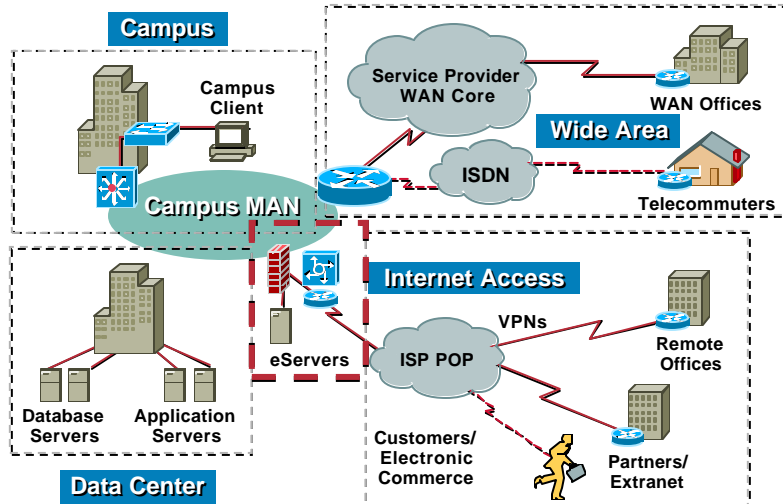 Campus
Campus
Client
Service Provider
WAN Core
WAN Offices
Wide Area
ISDN
Telecommuters
Campus MAN
Internet Access
eServers
VPNs
ISP POP
Remote
Offices
Database
Servers
Application
Servers
Customers/
Electronic
Commerce
Partners/
Extranet
Data Center